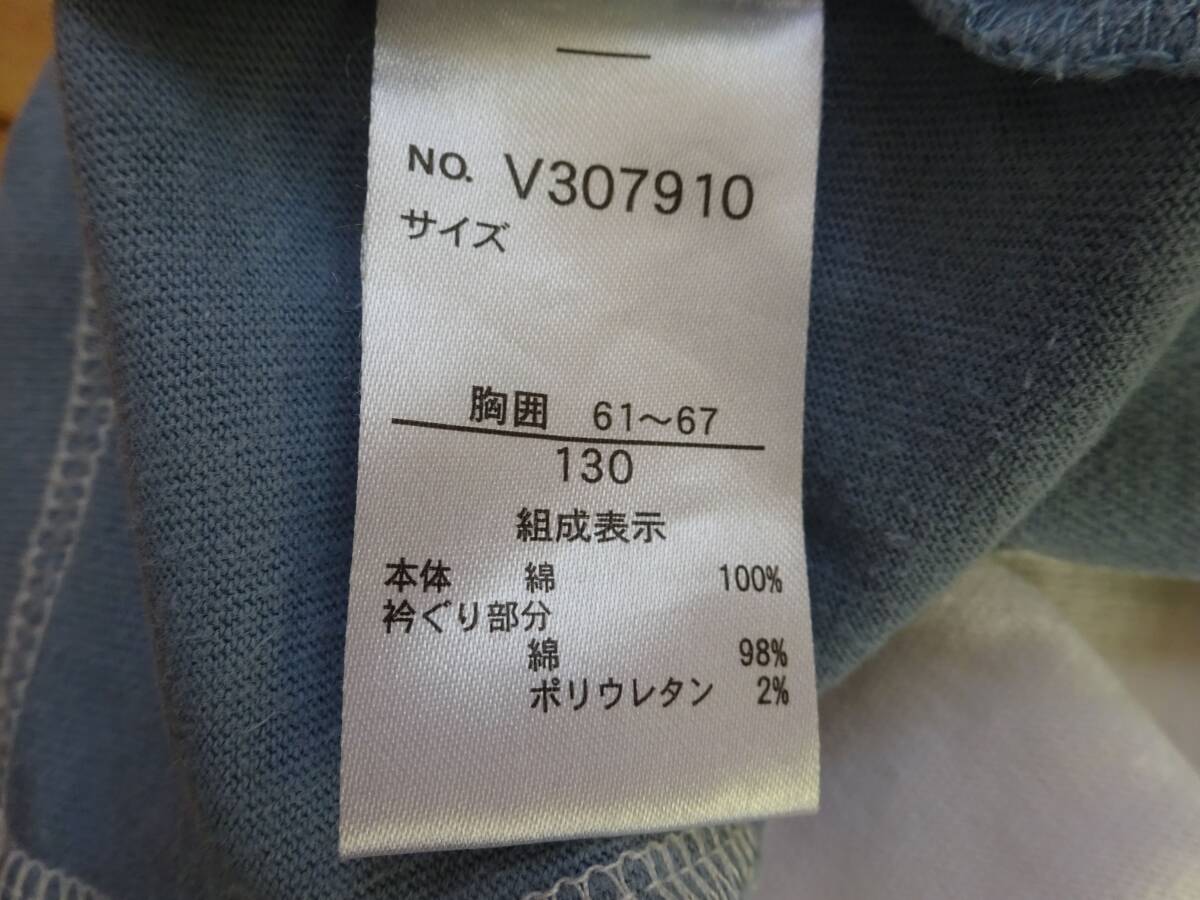 NO. V307910
サイズ
胸囲 61～67
130
組成表示
本体 綿 100%
衿ぐり部分
綿 98%
ポリウレタン 2%